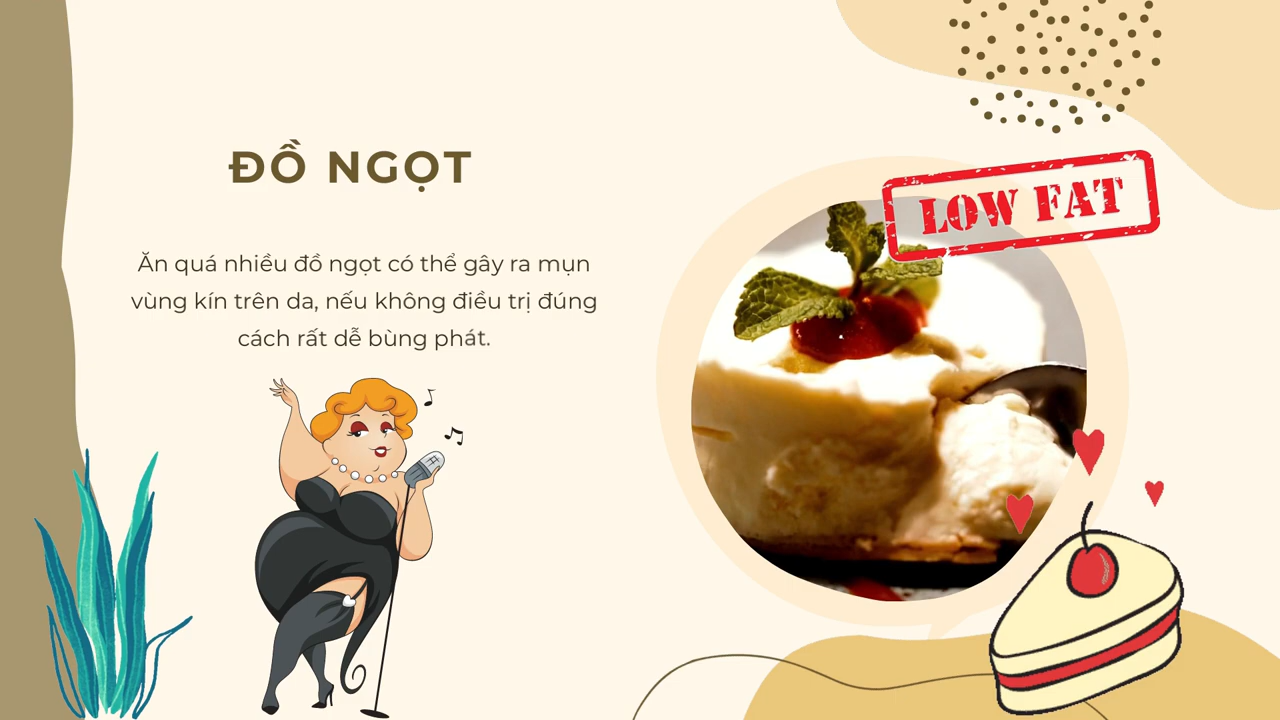 ĐỒ NGỌT
Ăn quá nhiều đồ ngọt có thể gây ra mụn
vùng kín trên da, nếu không điều trị đúng
cách rất dễ bùng phát.
LOW FAT